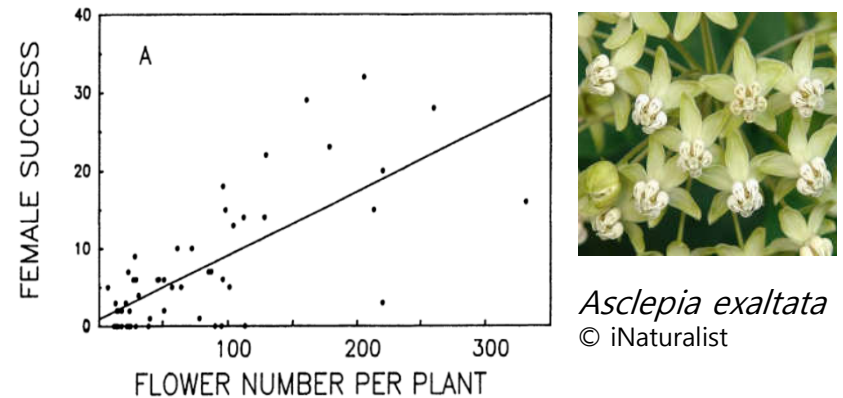 40
A
30
20
10
0
FEMALE SUCCESS
100
200
300
FLOWER NUMBER PER PLANT
Asclepia exaltata
© iNaturalist